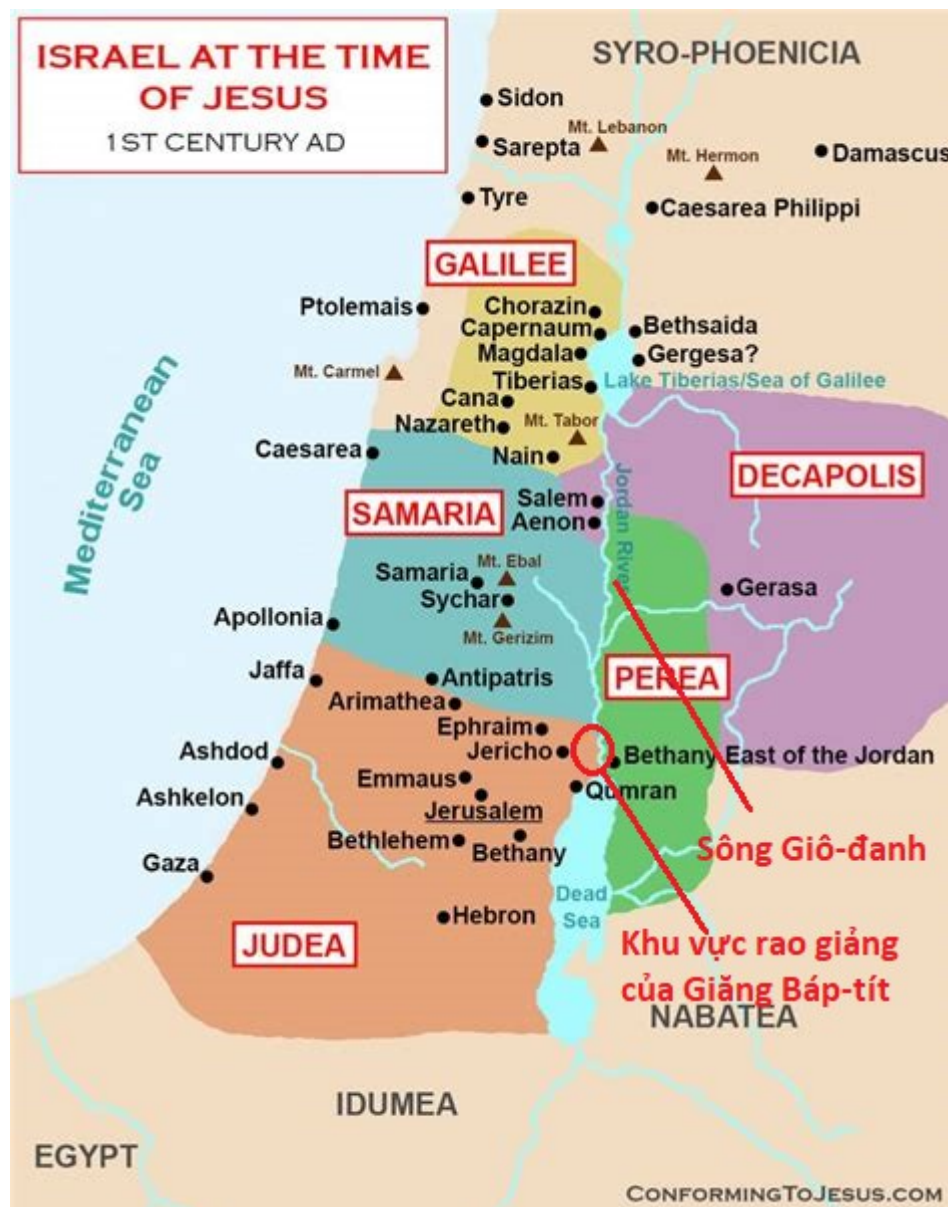 ISRAEL AT THE TIME
OF JESUS
1ST CENTURY AD
SYRO-PHOENICIA
Sidon
Mt. Lebanon
Sarepta
Mt. Hermon
Damascus
Tyre
Caesarea Philippi
GALILEE
Ptolemais
Chorazin
Capernaum
Bethsaida
Magdala
Gergesa?
Mt. Carmel
Tiberias
Lake Tiberias/Sea of Galilee
Cana
Nazareth
Mt. Tabor
Caesarea
Nain
Mediterranean
Sea
Jordan River
DECAPOLIS
SAMARIA
Salem
Aenon
Mt. Ebal
Samaria
Sychar
Gerasa
Apollonia
Mt. Gerizim
Jaffa
Antipatris
PEREA
Arimathea
Ephraim
Jericho
Bethany East of the Jordan
Ashdod
Emmaus
Qumran
Ashkelon
Jerusalem
Bethlehem
Bethany
Sông Giô-đanh
Gaza
Dead
Sea
Hebron
JUDEA
Khu vực rao giảng
của Giăng Báp-tít
NABATEA
IDUMEA
EGYPT
CONFORMINGTOJESUS.COM